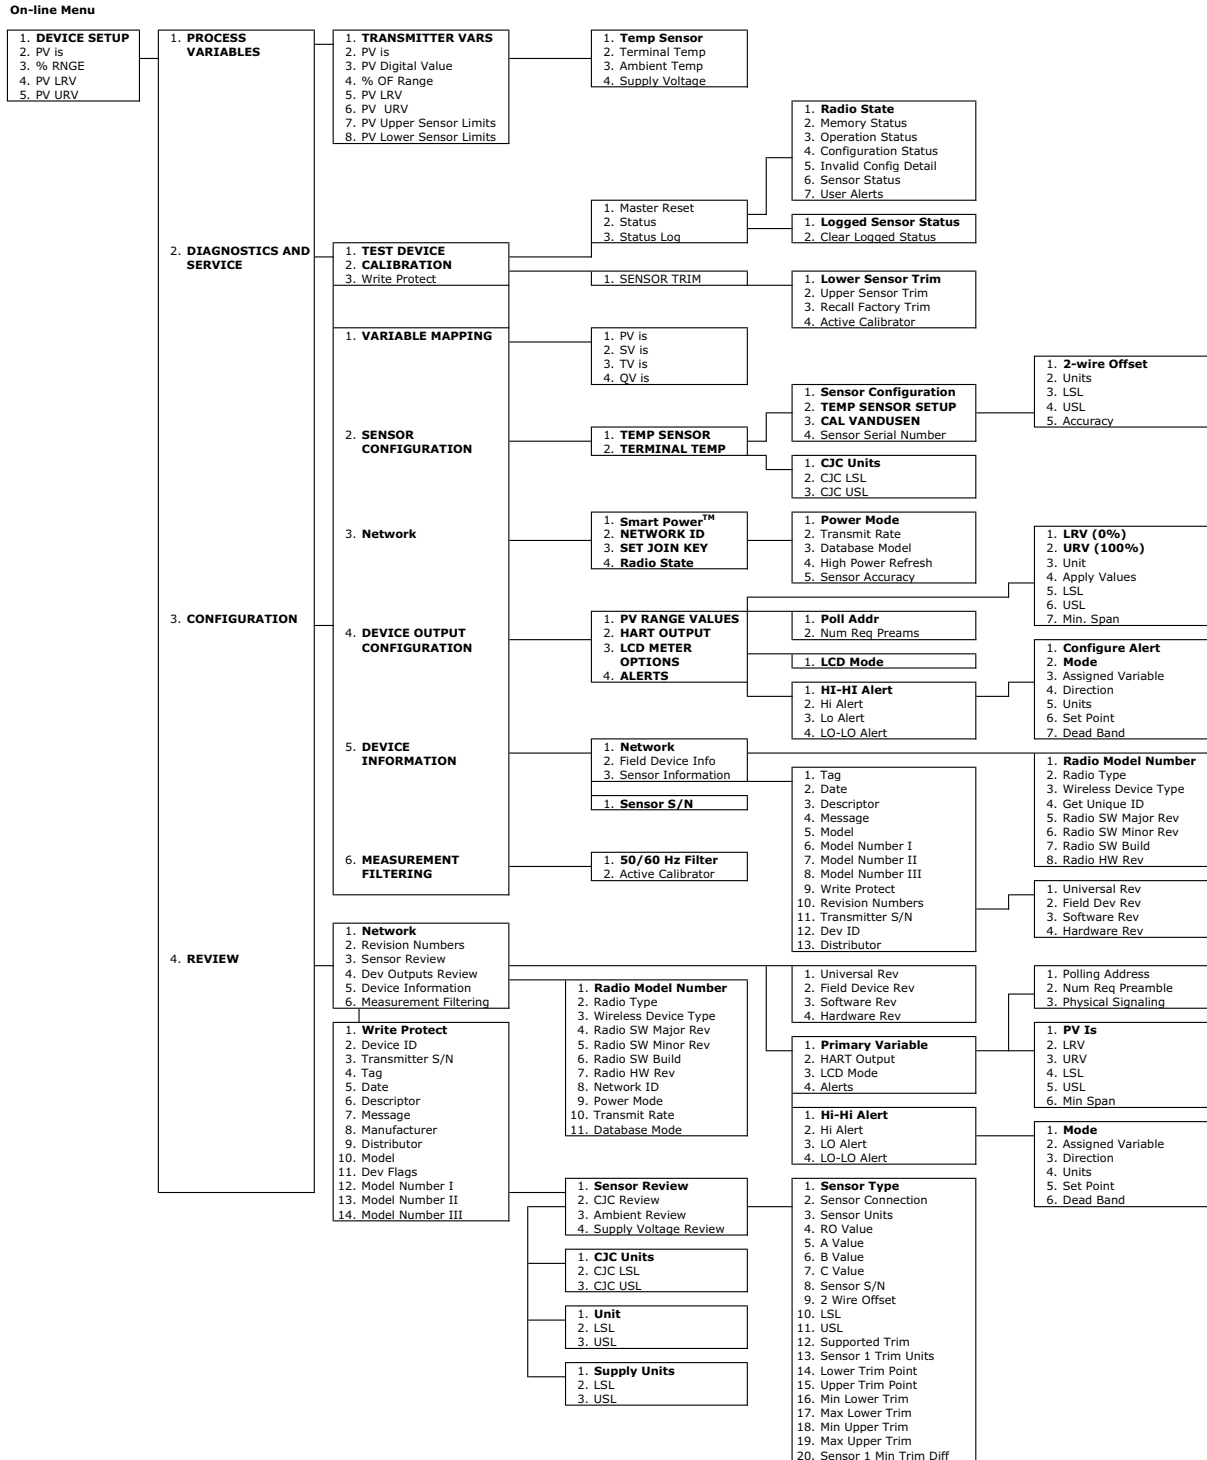 On-line Menu
1. DEVICE SETUP
2. PV is
3. % RNGE
4. PV LRV
5. PV URV
1. PROCESS
VARIABLES
2. DIAGNOSTICS AND
SERVICE
3. CONFIGURATION
4. REVIEW
1. TRANSMITTER VARS
2. PV is
3. PV Digital Value
4. % OF Range
5. PV LRV
6. PV URV
7. PV Upper Sensor Limits
8. PV Lower Sensor Limits
1. Temp Sensor
2. Terminal Temp
3. Ambient Temp
4. Supply Voltage
1. TEST DEVICE
2. CALIBRATION
3. Write Protect
1. Master Reset
2. Status
3. Status Log
1. Radio State
2. Memory Status
3. Operation Status
4. Configuration Status
5. Invalid Config Detail
6. Sensor Status
7. User Alerts
1. Logged Sensor Status
2. Clear Logged Status
1. SENSOR TRIM
1. Lower Sensor Trim
2. Upper Sensor Trim
3. Recall Factory Trim
4. Active Calibrator
1. VARIABLE MAPPING
2. SENSOR
CONFIGURATION
3. Network
4. DEVICE OUTPUT
CONFIGURATION
5. DEVICE
INFORMATION
6. MEASUREMENT
FILTERING
1. PV is
2. SV is
3. TV is
4. QV is
1. TEMP SENSOR
2. TERMINAL TEMP
1. Sensor Configuration
2. TEMP SENSOR SETUP
3. CAL VANDUSEN
4. Sensor Serial Number
1. 2-wire Offset
2. Units
3. LSL
4. USL
5. Accuracy
1. CJC Units
2. CJC LSL
3. CJC USL
1. Smart Power™
2. NETWORK ID
3. SET JOIN KEY
4. Radio State
1. Power Mode
2. Transmit Rate
3. Database Model
4. High Power Refresh
5. Sensor Accuracy
1. PV RANGE VALUES
2. HART OUTPUT
3. LCD METER
OPTIONS
4. ALERTS
1. LRV (0%)
2. URV (100%)
3. Unit
4. Apply Values
5. LSL
6. USL
7. Min. Span
1. Poll Addr
2. Num Req Preams
1. LCD Mode
1. HI-HI Alert
2. Hi Alert
3. Lo Alert
4. LO-LO Alert
1. Configure Alert
2. Mode
3. Assigned Variable
4. Direction
5. Units
6. Set Point
7. Dead Band
1. Network
2. Field Device Info
3. Sensor Information
1. Sensor S/N
1. Radio Model Number
2. Radio Type
3. Wireless Device Type
4. Get Unique ID
5. Radio SW Major Rev
6. Radio SW Minor Rev
7. Radio SW Build
8. Radio HW Rev
1. Tag
2. Date
3. Descriptor
4. Message
5. Model
6. Model Number I
7. Model Number II
8. Model Number III
9. Write Protect
10. Revision Numbers
11. Transmitter S/N
12. Dev ID
13. Distributor
1. Universal Rev
2. Field Dev Rev
3. Software Rev
4. Hardware Rev
1. 50/60 Hz Filter
2. Active Calibrator
1. Network
2. Revision Numbers
3. Sensor Review
4. Dev Outputs Review
5. Device Information
6. Measurement Filtering
1. Radio Model Number
2. Radio Type
3. Wireless Device Type
4. Radio SW Major Rev
5. Radio SW Minor Rev
6. Radio SW Build
7. Radio HW Rev
8. Network ID
9. Power Mode
10. Transmit Rate
11. Database Mode
1. Universal Rev
2. Field Device Rev
3. Software Rev
4. Hardware Rev
1. Primary Variable
2. HART Output
3. LCD Mode
4. Alerts
1. Polling Address
2. Num Req Preamble
3. Physical Signaling
1. PV Is
2. LRV
3. URV
4. LSL
5. USL
6. Min Span
1. Hi-Hi Alert
2. Hi Alert
3. LO Alert
4. LO-LO Alert
1. Mode
2. Assigned Variable
3. Direction
4. Units
5. Set Point
6. Dead Band
1. Write Protect
2. Device ID
3. Transmitter S/N
4. Tag
5. Date
6. Descriptor
7. Message
8. Manufacturer
9. Distributor
10. Model
11. Dev Flags
12. Model Number I
13. Model Number II
14. Model Number III
1. Sensor Review
2. CJC Review
3. Ambient Review
4. Supply Voltage Review
1. CJC Units
2. CJC LSL
3. CJC USL
1. Unit
2. LSL
3. USL
1. Supply Units
2. LSL
3. USL
1. Sensor Type
2. Sensor Connection
3. Sensor Units
4. RO Value
5. A Value
6. B Value
7. C Value
8. Sensor S/N
9. 2 Wire Offset
10. LSL
11. USL
12. Supported Trim
13. Sensor 1 Trim Units
14. Lower Trim Point
15. Upper Trim Point
16. Min Lower Trim
17. Max Lower Trim
18. Min Upper Trim
19. Max Upper Trim
20. Sensor 1 Min Trim Diff